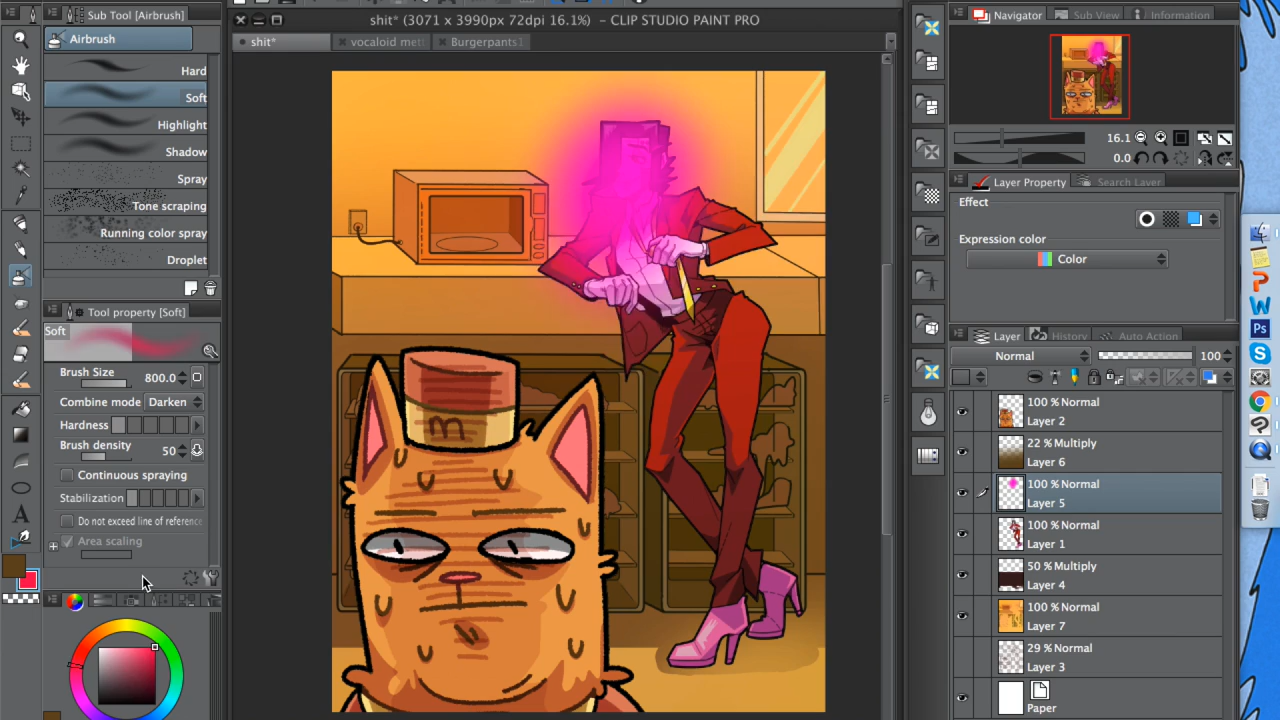 Sub Tool [Airbrush]
Airbrush
Hard
Soft
Highlight
Shadow
Spray
Tone scraping
Running color spray
Droplet
Tool property [Soft]
Soft
Brush Size 800.0
Combine mode Darken
Hardness
Brush density 50
Continuous spraying
Stabilization
Do not exceed line of reference
Area scaling
shit* (3071 x 3990px 72dpi 16.1%) – CLIP STUDIO PAINT PRO
shit*
vocaloid met
Burgerpants
m
Navigator
Sub View
Information
16.1
0.0
Layer Property
Search Layer
Effect
Expression color
Color
Layer
History
Auto Action
Normal 100
100 % Normal
Layer 2
22 % Multiply
Layer 6
100 % Normal
Layer 5
100 % Normal
Layer 1
50 % Multiply
Layer 4
100 % Normal
Layer 7
29 % Normal
Layer 3
Paper
P
W
Ps
S